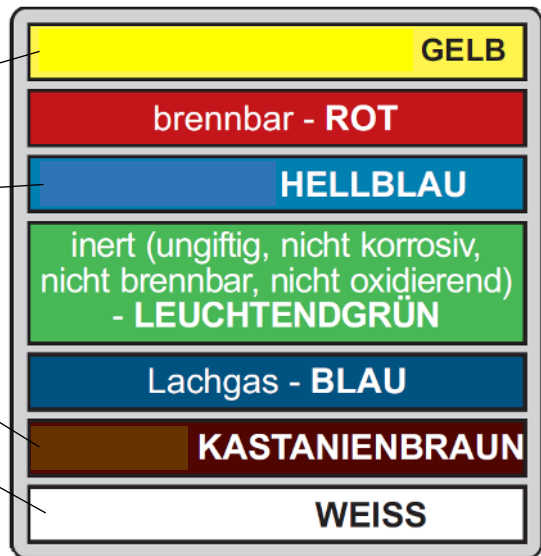 GELB
brennbar - ROT
HELLBLAU
inert (ungiftig, nicht korrosiv,
nicht brennbar, nicht oxidierend)
- LEUCHTENDGRÜN
Lachgas - BLAU
KASTANIENBRAUN
WEISS